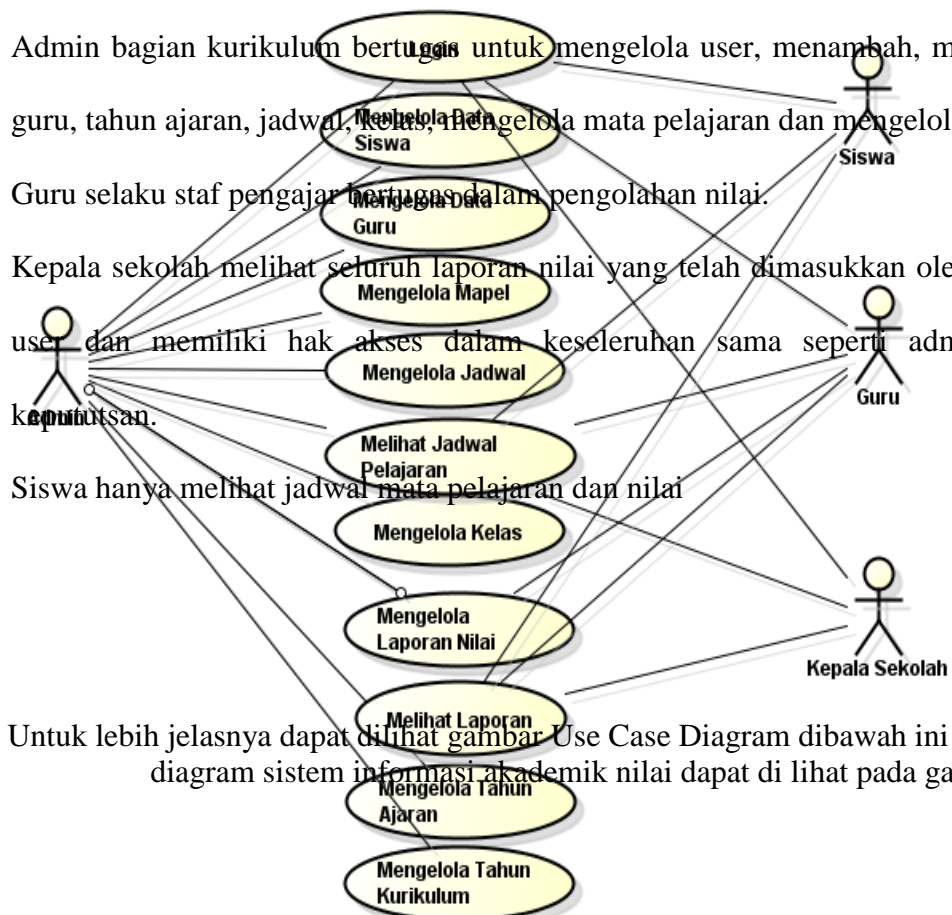 Admin bagian kurikulum bertugas untuk mengelola user, menambah, m
guru, tahun ajaran, jadwal, kelas, mengelola mata pelajaran dan mengelol
Guru selaku staf pengajar bertugas dalam pengolahan nilai.
Kepala sekolah melihat seluruh laporan nilai yang telah dimasukkan ole
user dan memiliki hak akses dalam keseleruhan sama seperti adm
keptutusan.
Siswa hanya melihat jadwal mata pelajaran dan nilai
Untuk lebih jelasnya dapat dilihat gambar Use Case Diagram dibawah ini
diagram sistem informasi akademik nilai dapat di lihat pada ga
Login
Mengelola Data
Siswa
Mengelola Data
Guru
Mengelola Mapel
Mengelola Jadwal
Melihat Jadwal
Pelajaran
Mengelola Kelas
Mengelola
Laporan Nilai
Melihat Laporan
Mengelola Tahun
Ajaran
Mengelola Tahun
Kurikulum
Siswa
Guru
Kepala Sekolah